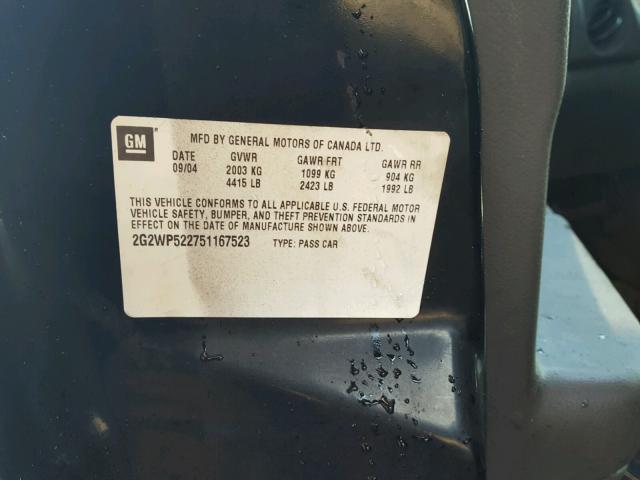 GM
MFD BY GENERAL MOTORS OF CANADA LTD.
DATE GVWR GAWR FRT GAWR RR
09/04 2003 KG 1099 KG 904 KG
4415 LB 2423 LB 1992 LB
THIS VEHICLE CONFORMS TO ALL APPLICABLE U.S. FEDERAL MOTOR
VEHICLE SAFETY, BUMPER, AND THEFT PREVENTION STANDARDS IN
EFFECT ON THE DATE OF MANUFACTURE SHOWN ABOVE.
2G2WP522751167523 TYPE: PASS CAR